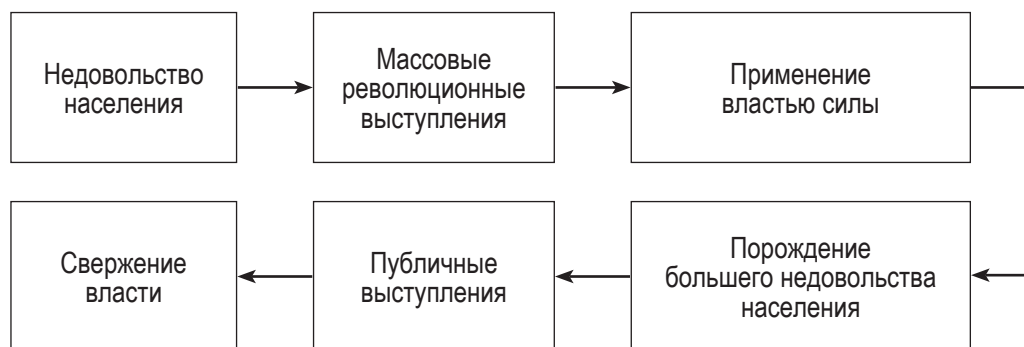 Недовольство
населения
Массовые
революционные
выступления
Применение
властью силы
Порождение
большего недовольства
населения
Публичные
выступления
Свержение
власти